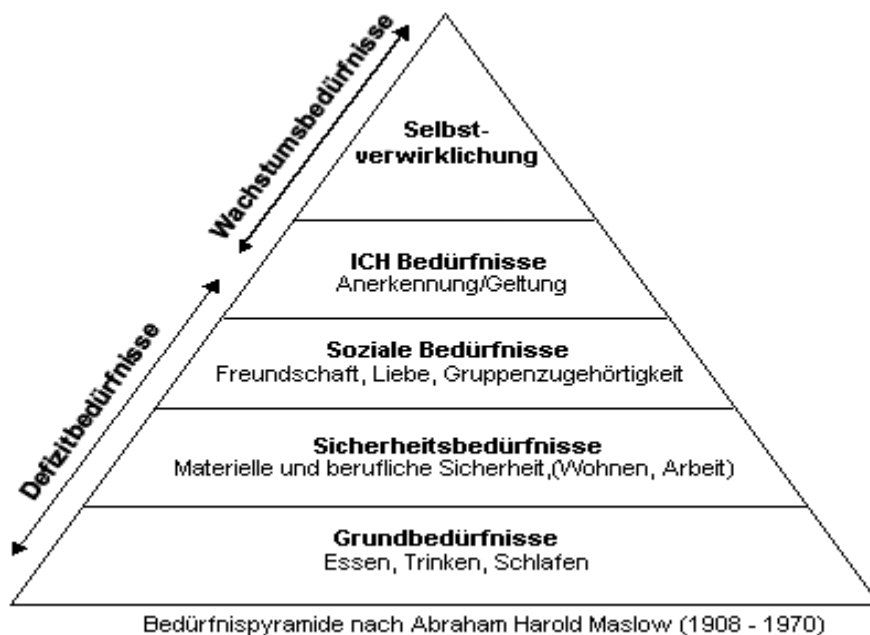 Wachstumsbedürfnisse
Selbst-
verwirklichung
ICH Bedürfnisse
Anerkennung/Geltung
Soziale Bedürfnisse
Freundschaft, Liebe, Gruppenzugehörtigkeit
Defizitbedürfnisse
Sicherheitsbedürfnisse
Materielle und berufliche Sicherheit,(Wohnen, Arbeit)
Grundbedürfnisse
Essen, Trinken, Schlafen
Bedürfnispyramide nach Abraham Harold Maslow (1908 - 1970)